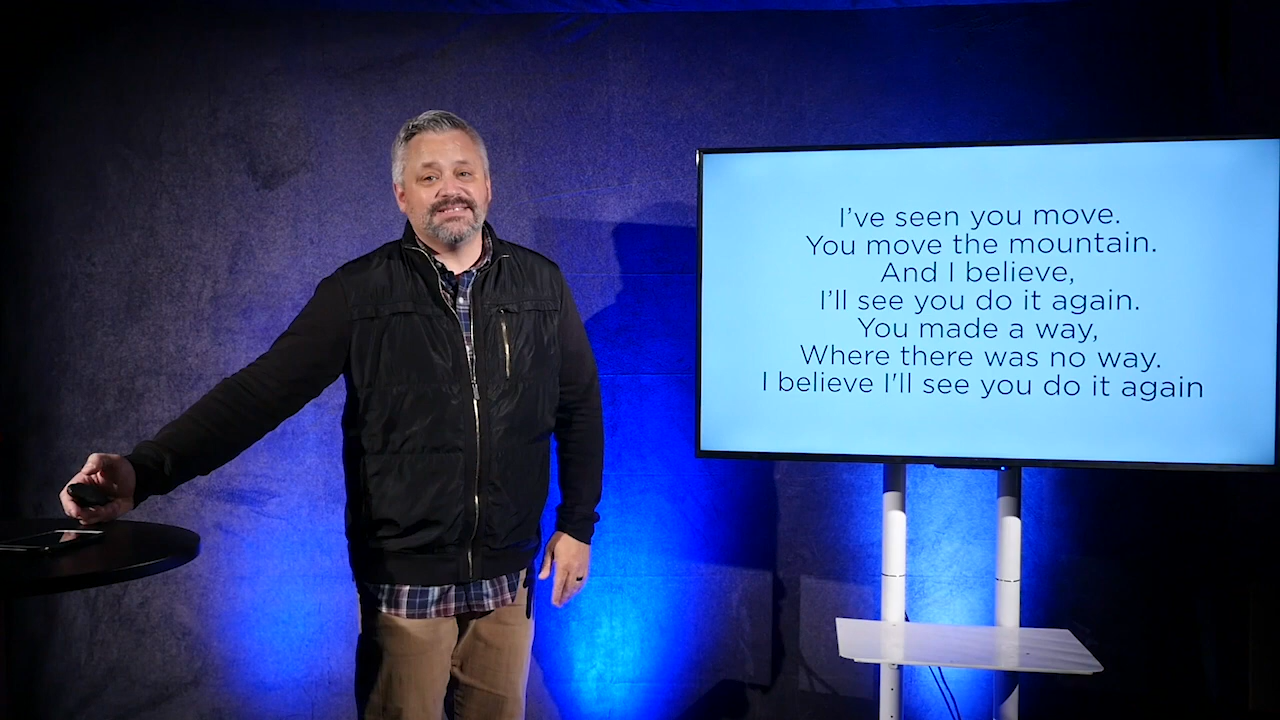 I’ve seen you move.
You move the mountain.
And I believe,
I’ll see you do it again.
You made a way,
Where there was no way.
I believe I'll see you do it again